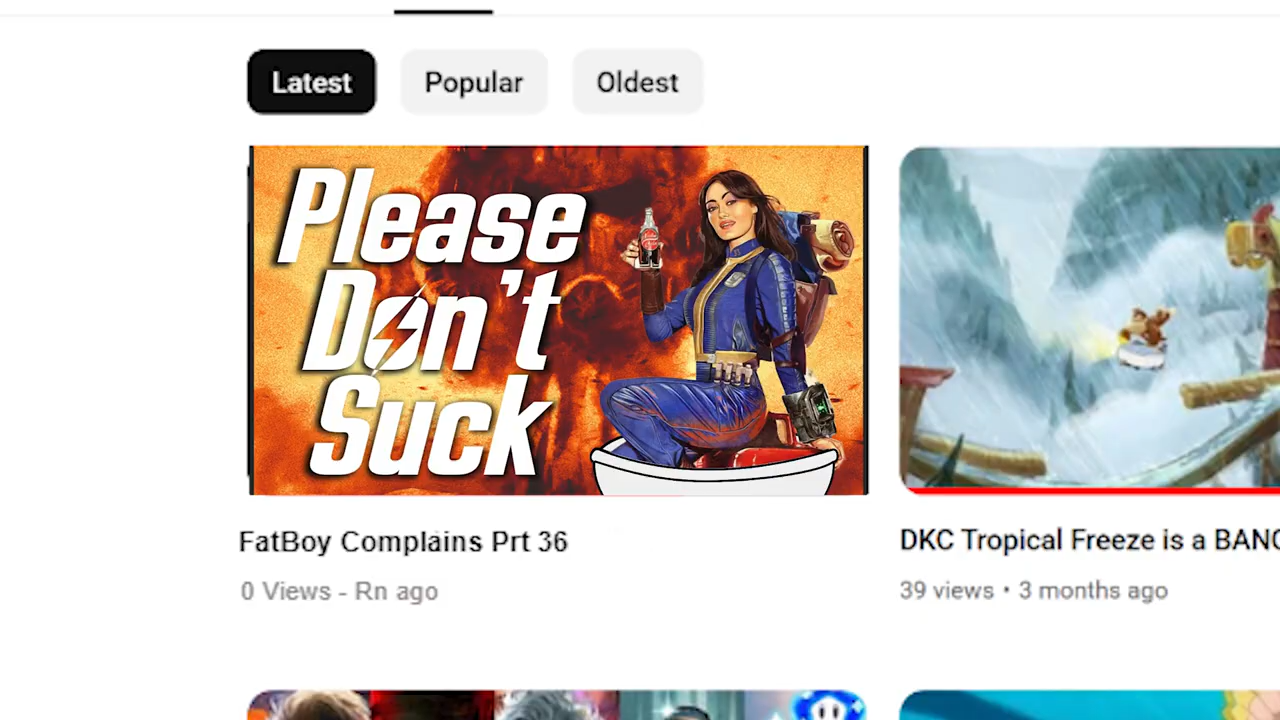 Latest
Popular
Oldest
Please
Don't
Suck
FatBoy Complains Prt 36
0 Views - Rn ago
DKC Tropical Freeze is a BANG
39 views • 3 months ago